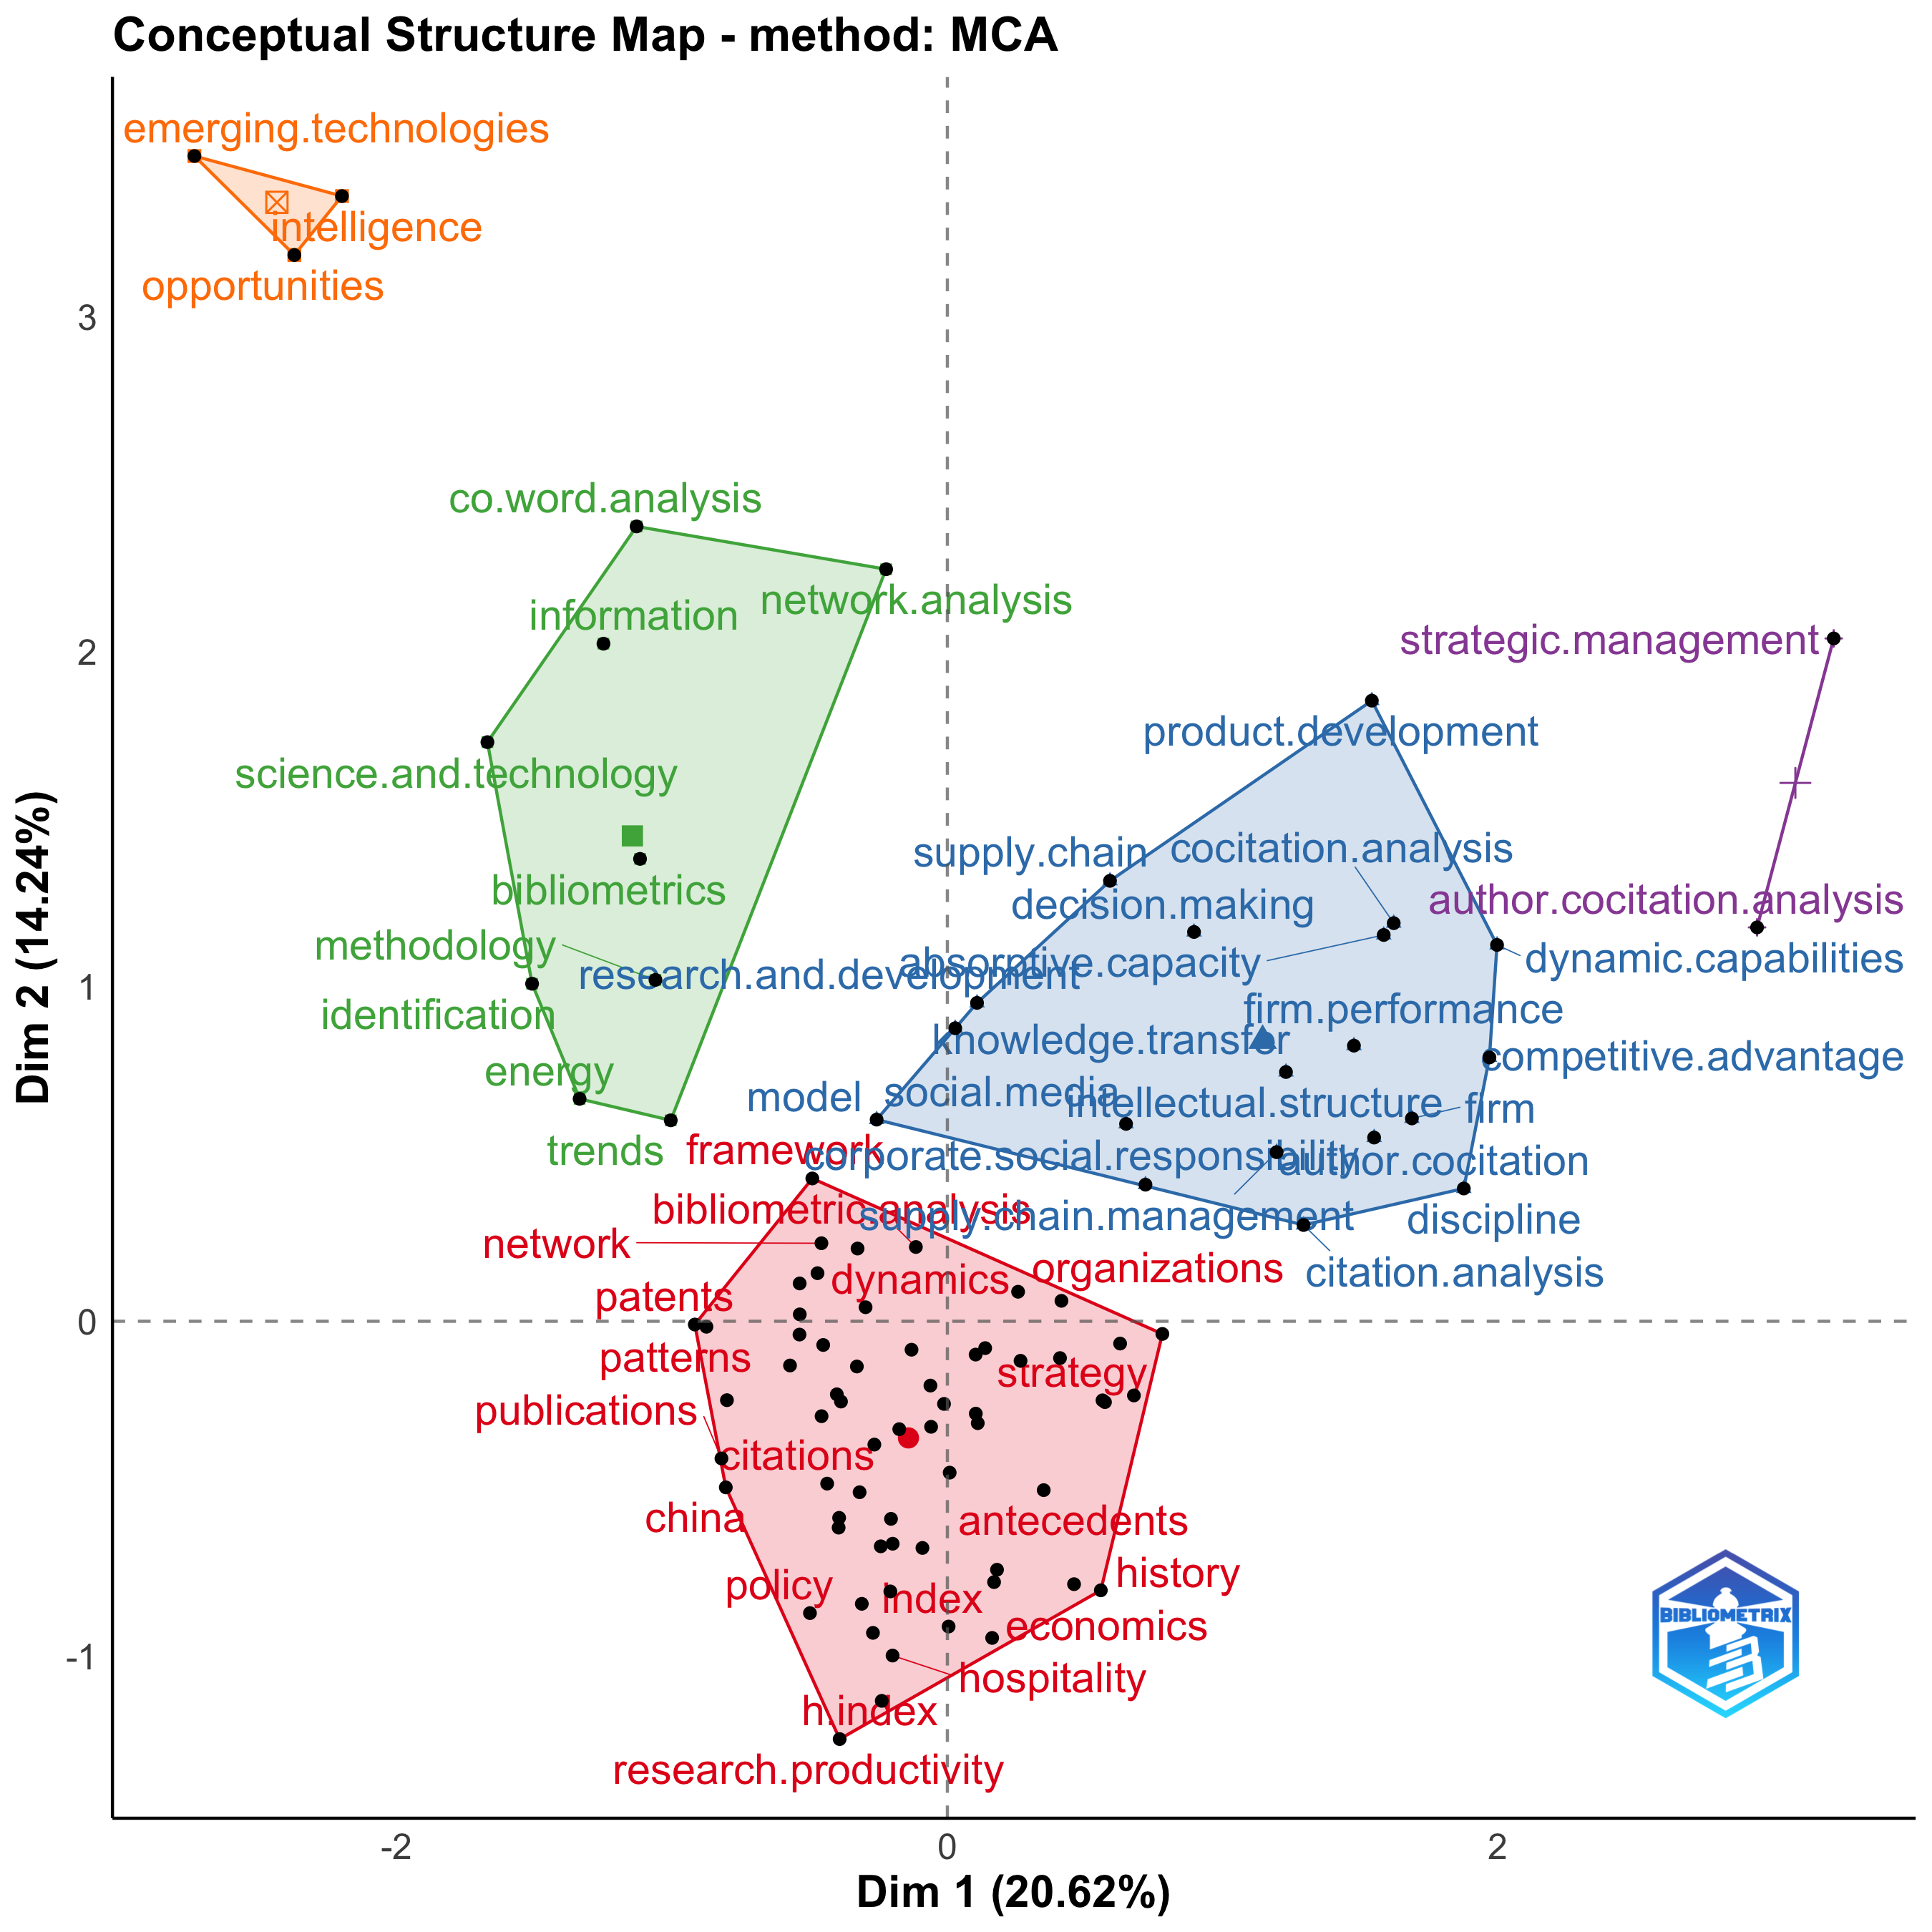 Conceptual Structure Map - method: MCA
emerging.technologies
intelligence
opportunities
3
co.word.analysis
network.analysis
information
strategic.management
2
product.development
science.and.technology
supply.chain
cocitation.analysis
bibliometrics
decision.making
author.cocitation.analysis
methodology
absorptive.capacity
dynamic.capabilities
research.and.development
1
identification
firm.performance
knowledge.transfer
competitive.advantage
energy
model
social.media
intellectual.structure
firm
trends
framework
corporate.social.responsibility
author.cocitation
bibliometric.analysis
supply.chain.management
discipline
network
organizations
citation.analysis
dynamics
patents
0
patterns
strategy
publications
citations
china
antecedents
history
policy
index
economics
-1
hospitality
h.index
research.productivity
BIBLIOMETRIX
-2
0
2
Dim 1 (20.62%)
Dim 2 (14.24%)